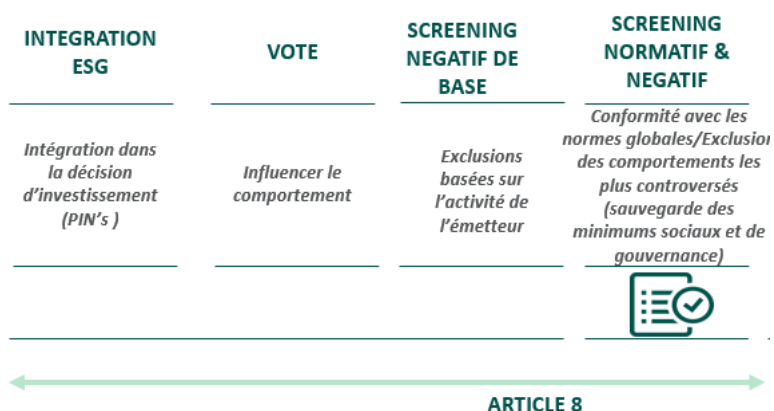 INTEGRATION
ESG
VOTE
SCREENING
NEGATIF DE
BASE
SCREENING
NORMATIF &
NEGATIF
Intégration dans
la décision
d'investissement
(PIN's )
Influencer le
comportement
Exclusions
basées sur
l'activité de
l'émetteur
Conformité avec les
normes globales/Exclusion
des comportements les
plus controversés
(sauvegarde des
minimums sociaux et de
gouvernance)
ARTICLE 8